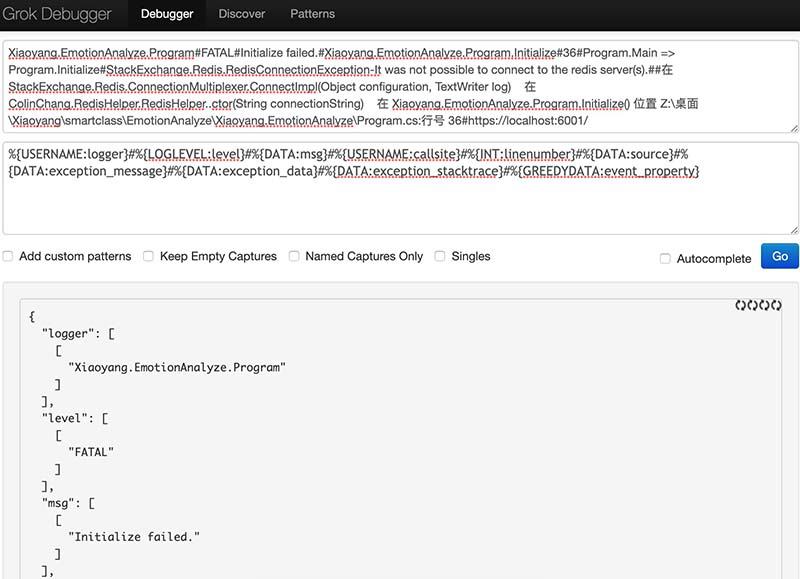 Grok Debugger Debugger Discover Patterns
Xiaoyang.EmotionAnalyze.Program#FATAL#Initialize failed.#Xiaoyang.EmotionAnalyze.Program.Initialize#36#Program.Main =>
Program.Initialize#StackExchange.Redis.RedisConnectionException-It was not possible to connect to the redis server(s).##在
StackExchange.Redis.ConnectionMultiplexer.ConnectImpl(Object configuration, TextWriter log) 在
ColinChang.RedisHelper.RedisHelper..ctor(String connectionString) 在 Xiaoyang.EmotionAnalyze.Program.Initialize() 位置 Z:\桌面
\Xiaoyang\smartclass\EmotionAnalyze\Xiaoyang.EmotionAnalyze\Program.cs:行号 36#https://localhost:6001/
%{USERNAME:logger}#%{LOGLEVEL:level}#%{DATA:msg}#%{USERNAME:callsite}#%{INT:linenumber}#%{DATA:source}#%
{DATA:exception_message}#%{DATA:exception_data}#%{DATA:exception_stacktrace}#%{GREEDYDATA:event_property}
Add custom patterns Keep Empty Captures Named Captures Only Singles Autocomplete Go
{
"logger": [
[
"Xiaoyang.EmotionAnalyze.Program"
]
],
"level": [
[
"FATAL"
]
],
"msg": [
[
"Initialize failed."
]
],